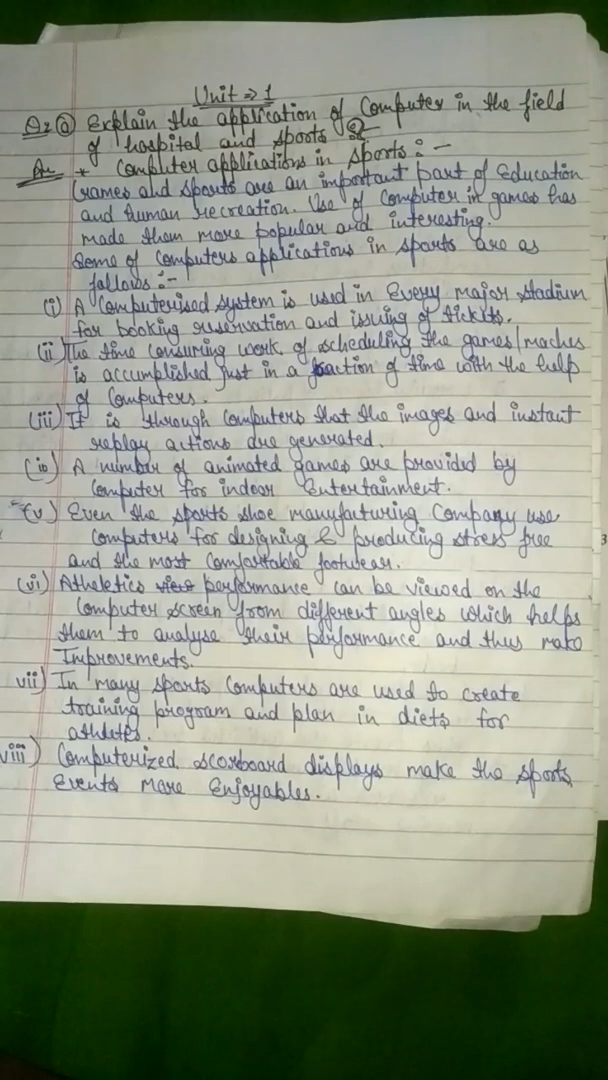 Unit ⇒ 1
Q2 (a) Explain the application of Computer in the field
of hospital and sports ?
Ans * Computer applications in sports : -
Games and sports are an important part of Education
and human recreation. Use of Computer in games has
made them more popular and interesting.
Some of Computers applications in sports are as
follows :-
(i) A Computerised system is used in Every major stadium
for booking reservation and issuing of tickets.
(ii) The time consuming work of scheduling the games/maches
is accomplished just in a fraction of time with the help
of Computers.
(iii) It is through Computers that the images and instant
replay actions are generated.
(iv) A number of animated games are provided by
Computer for indoor Entertainment.
(v) Even the sports shoe manufaturing Company use
Computers for designing & producing stress free
and the most Comfortable footwear.
(vi) Atheletics performance can be viewed on the
Computer screen from different angles which helps
them to analyse their performance and thus make
Improvements.
vii) In many sports Computers are used to create
training program and plan in diets for
athletes.
viii) Computerized scorboard displays make the sports
Events More Enjoyables.